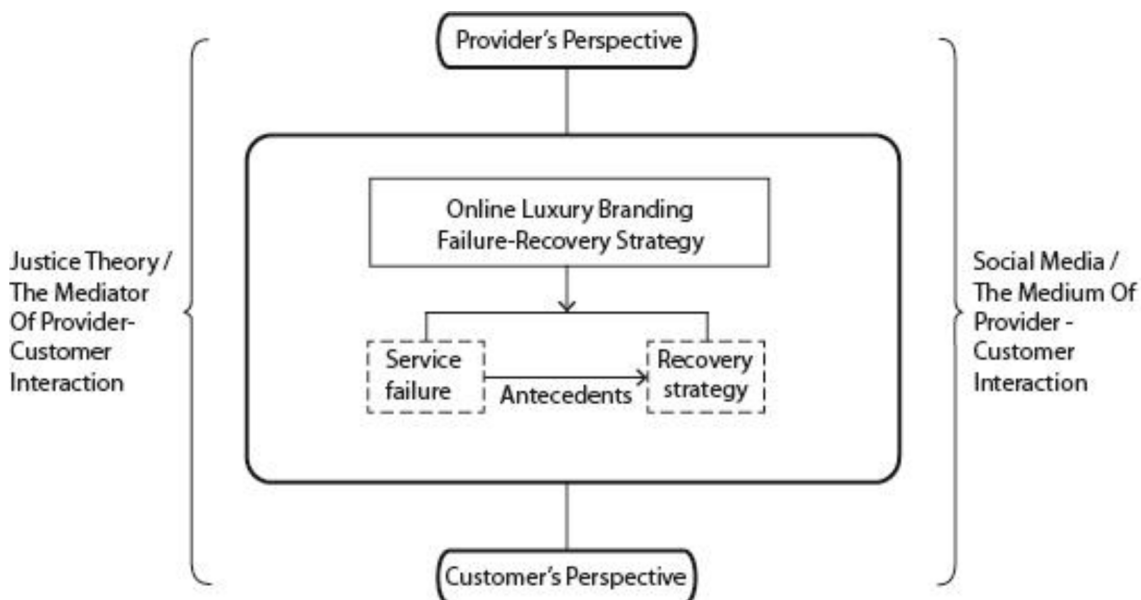 Provider's Perspective
Online Luxury Branding
Failure-Recovery Strategy
Justice Theory /
The Mediator
Of Provider-
Customer
Interaction
Service
failure
Antecedents
Recovery
strategy
Social Media /
The Medium Of
Provider -
Customer
Interaction
Customer's Perspective